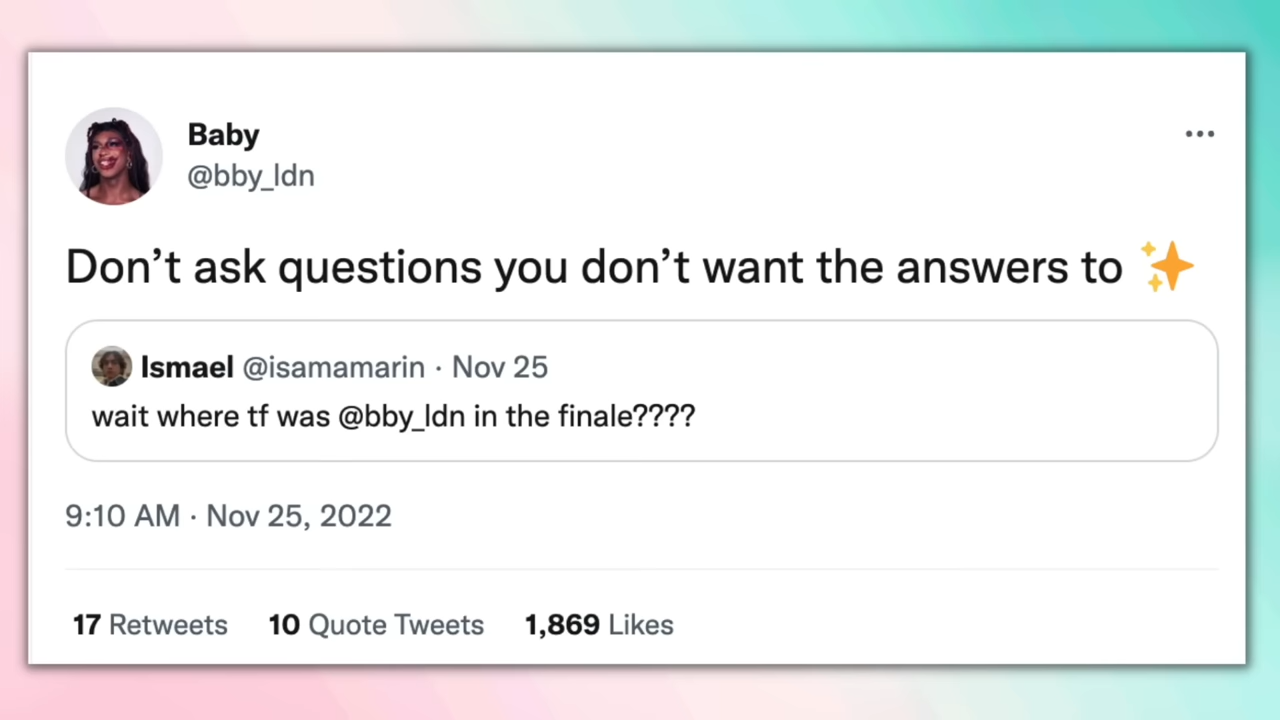 Baby
@bby_ldn
Don’t ask questions you don’t want the answers to ✨
Ismael @isamamarin · Nov 25
wait where tf was @bby_ldn in the finale????
9:10 AM · Nov 25, 2022
17 Retweets 10 Quote Tweets 1,869 Likes